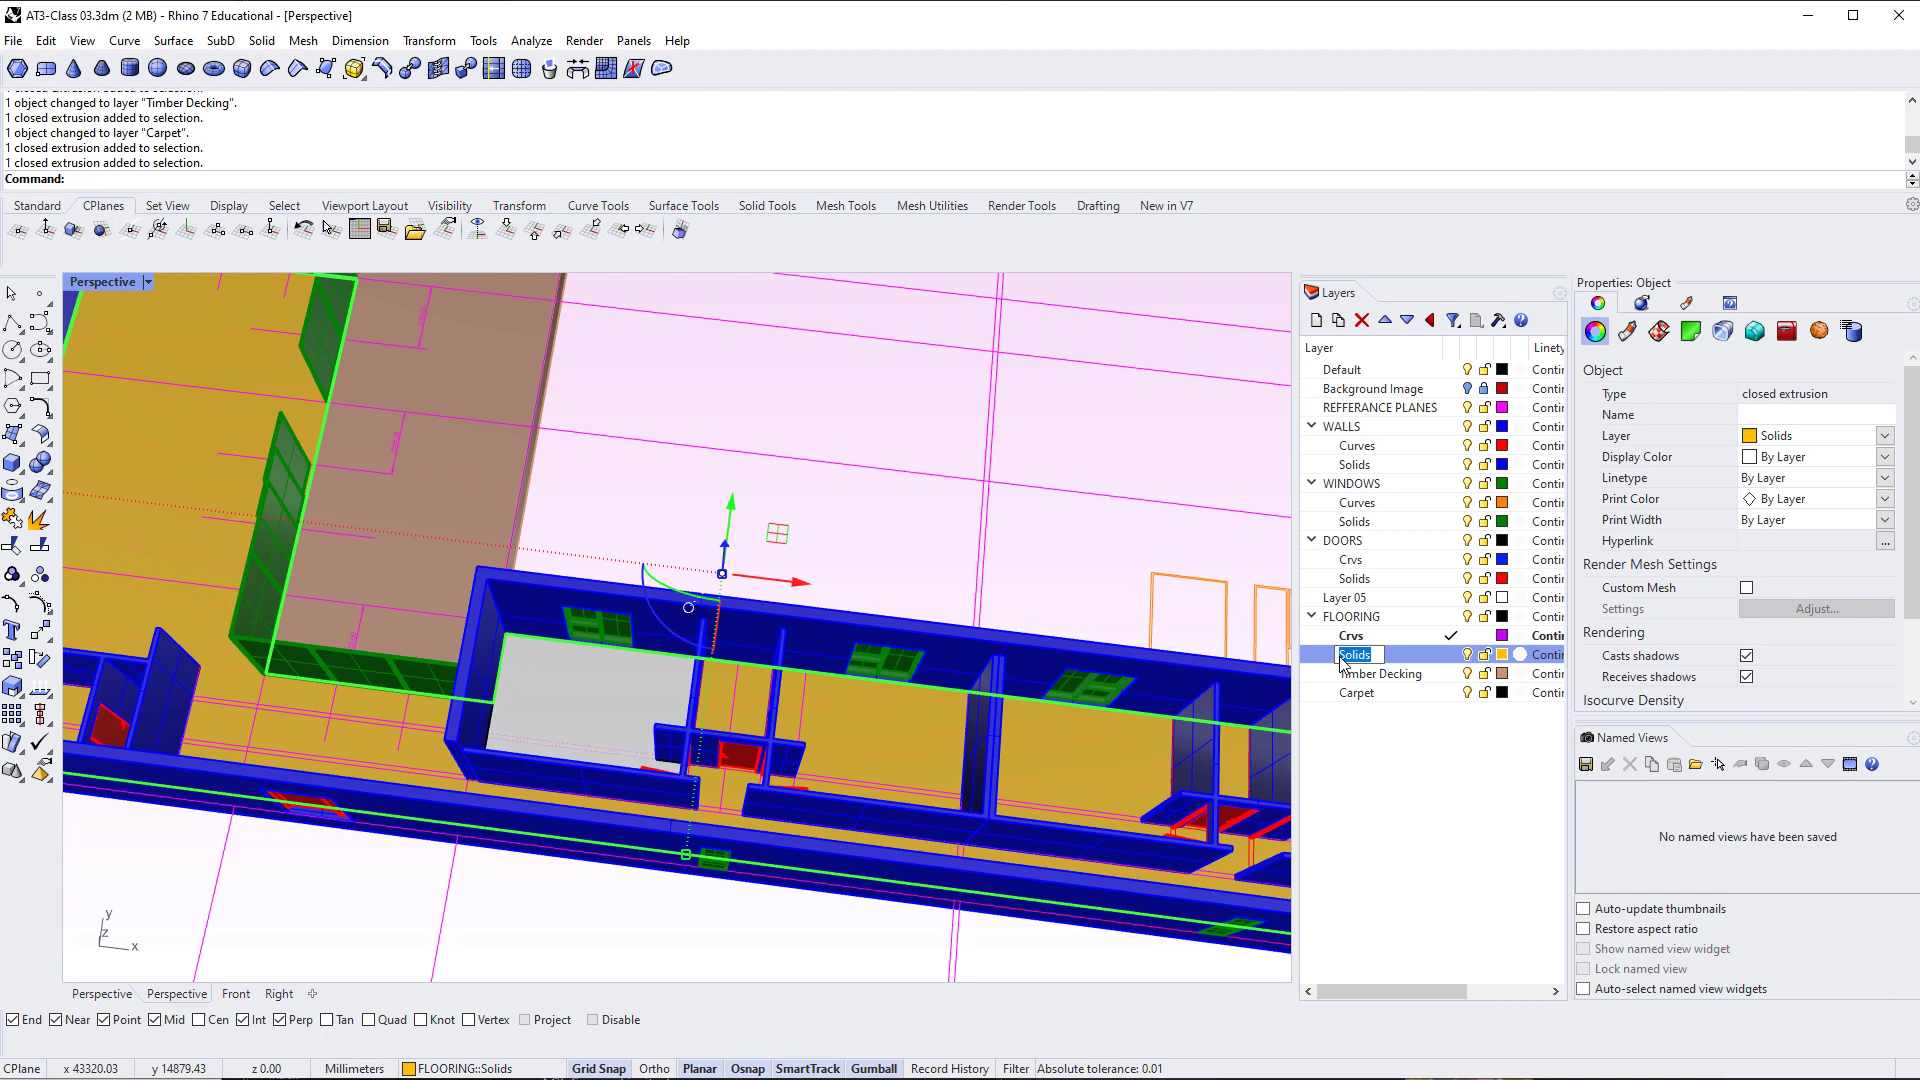 AT3-Class 03.3dm (2 MB) - Rhino 7 Educational - [Perspective]
File Edit View Curve Surface SubD Solid Mesh Dimension Transform Tools Analyze Render Panels Help
1 object changed to layer "Timber Decking".
1 closed extrusion added to selection.
1 object changed to layer "Carpet".
1 closed extrusion added to selection.
1 closed extrusion added to selection.
Command:
Standard CPlanes Set View Display Select Viewport Layout Visibility Transform Curve Tools Surface Tools Solid Tools Mesh Tools Mesh Utilities Render Tools Drafting New in V7
Perspective
y
z
x
Layers
Layer Linety
Default Contir
Background Image Contir
REFFERANCE PLANES Contir
WALLS Contir
Curves Contir
Solids Contir
WINDOWS Contir
Curves Contir
Solids Contir
DOORS Contir
Crvs Contir
Solids Contir
Layer 05 Contir
FLOORING Contir
Crvs Contir
Solids Contir
Timber Decking Contir
Carpet Contir
Properties: Object
Object
Type closed extrusion
Name
Layer Solids
Display Color By Layer
Linetype By Layer
Print Color By Layer
Print Width By Layer
Hyperlink ...
Render Mesh Settings
Custom Mesh
Settings Adjust...
Rendering
Casts shadows
Receives shadows
Isocurve Density
Named Views
No named views have been saved
Auto-update thumbnails
Restore aspect ratio
Show named view widget
Lock named view
Auto-select named view widgets
Perspective Perspective Front Right
End Near Point Mid Cen Int Perp Tan Quad Knot Vertex Project Disable
CPlane x 43320.03 y 14879.43 z 0.00 Millimeters FLOORING::Solids Grid Snap Ortho Planar Osnap SmartTrack Gumball Record History Filter Absolute tolerance: 0.01